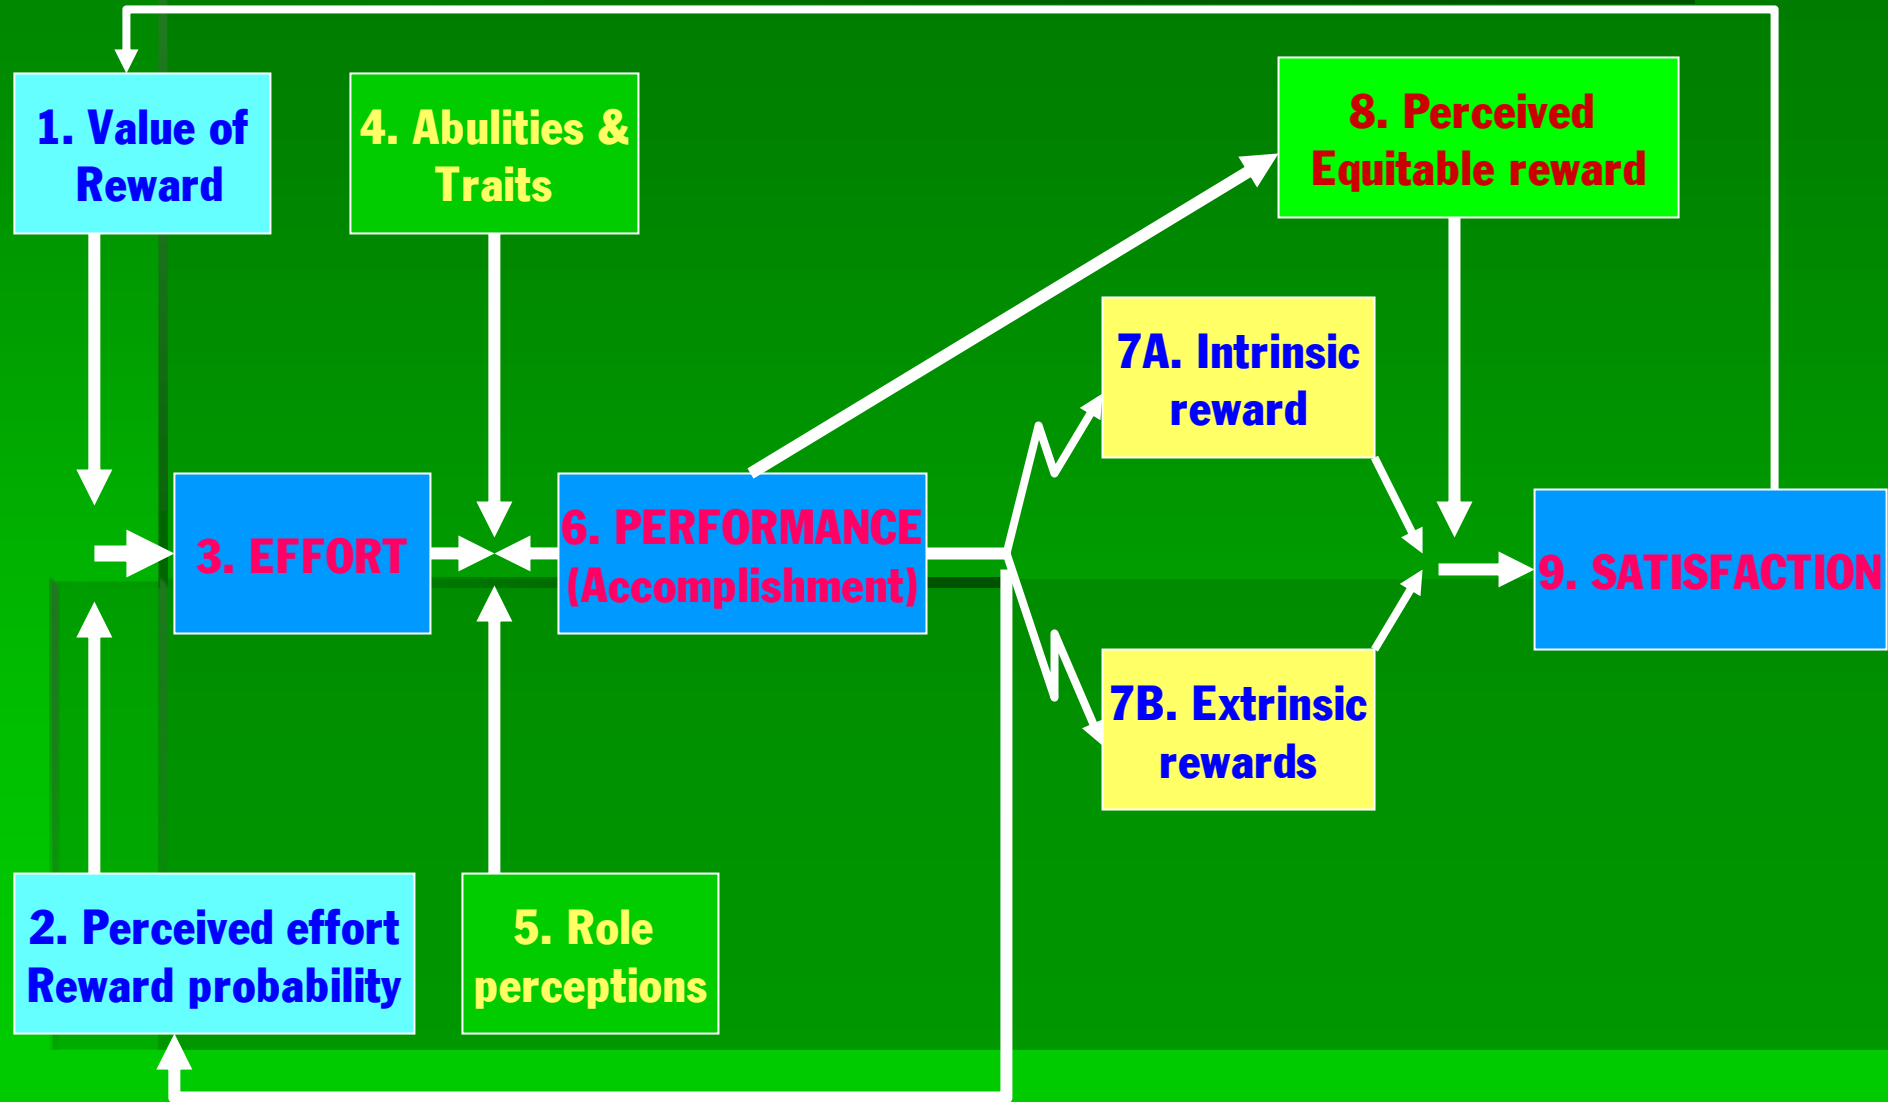 1. Value of
Reward
4. Abulities &
Traits
8. Perceived
Equitable reward
7A. Intrinsic
reward
3. EFFORT
6. PERFORMANCE
(Accomplishment)
9. SATISFACTION
7B. Extrinsic
rewards
2. Perceived effort
Reward probability
5. Role
perceptions